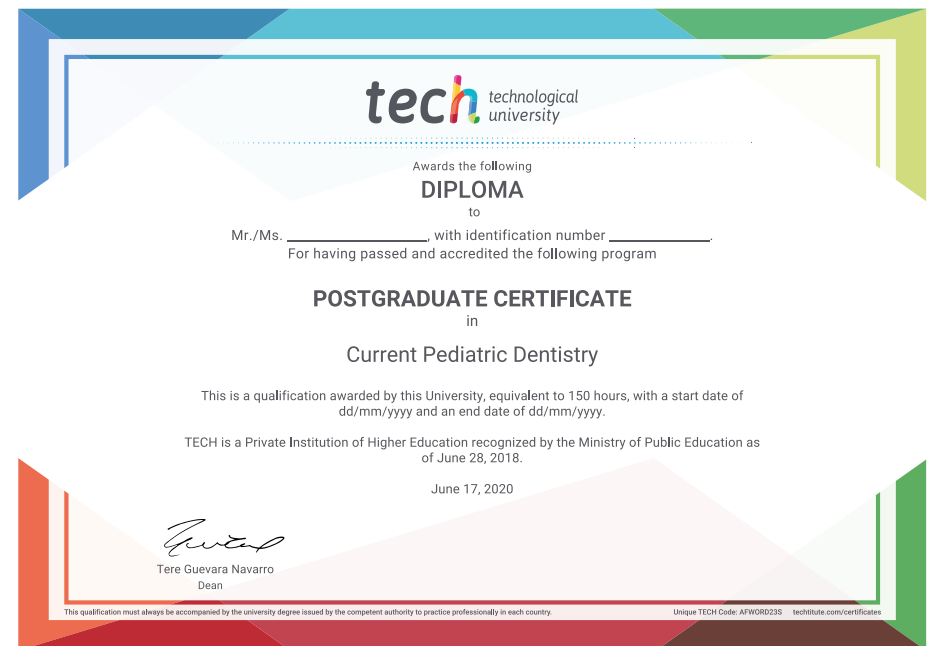 tech technological
university
Awards the following
DIPLOMA
to
Mr./Ms. ____________________, with identification number ______________.
For having passed and accredited the following program
POSTGRADUATE CERTIFICATE
in
Current Pediatric Dentistry
This is a qualification awarded by this University, equivalent to 150 hours, with a start date of
dd/mm/yyyy and an end date of dd/mm/yyyy.
TECH is a Private Institution of Higher Education recognized by the Ministry of Public Education as
of June 28, 2018.
June 17, 2020
Tere Guevara Navarro
Dean
This qualification must always be accompanied by the university degree issued by the competent authority to practice professionally in each country.
Unique TECH Code: AFWORD23S techtitute.com/certificates